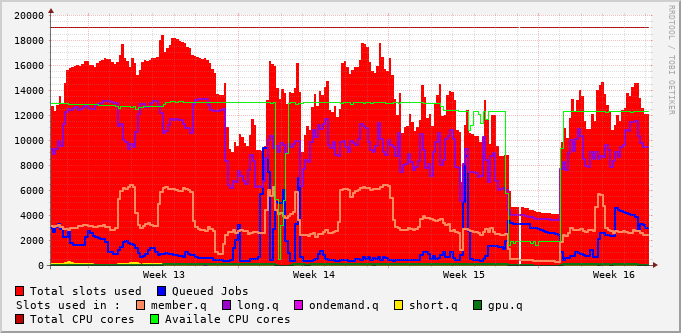 20000
18000
16000
14000
12000
10000
8000
6000
4000
2000
0
Week 13 Week 14 Week 15 Week 16
RRDTOOL / TOBI OETIKER
Total slots used Queued Jobs
Slots used in : member.q long.q ondemand.q short.q gpu.q
Total CPU cores Availale CPU cores